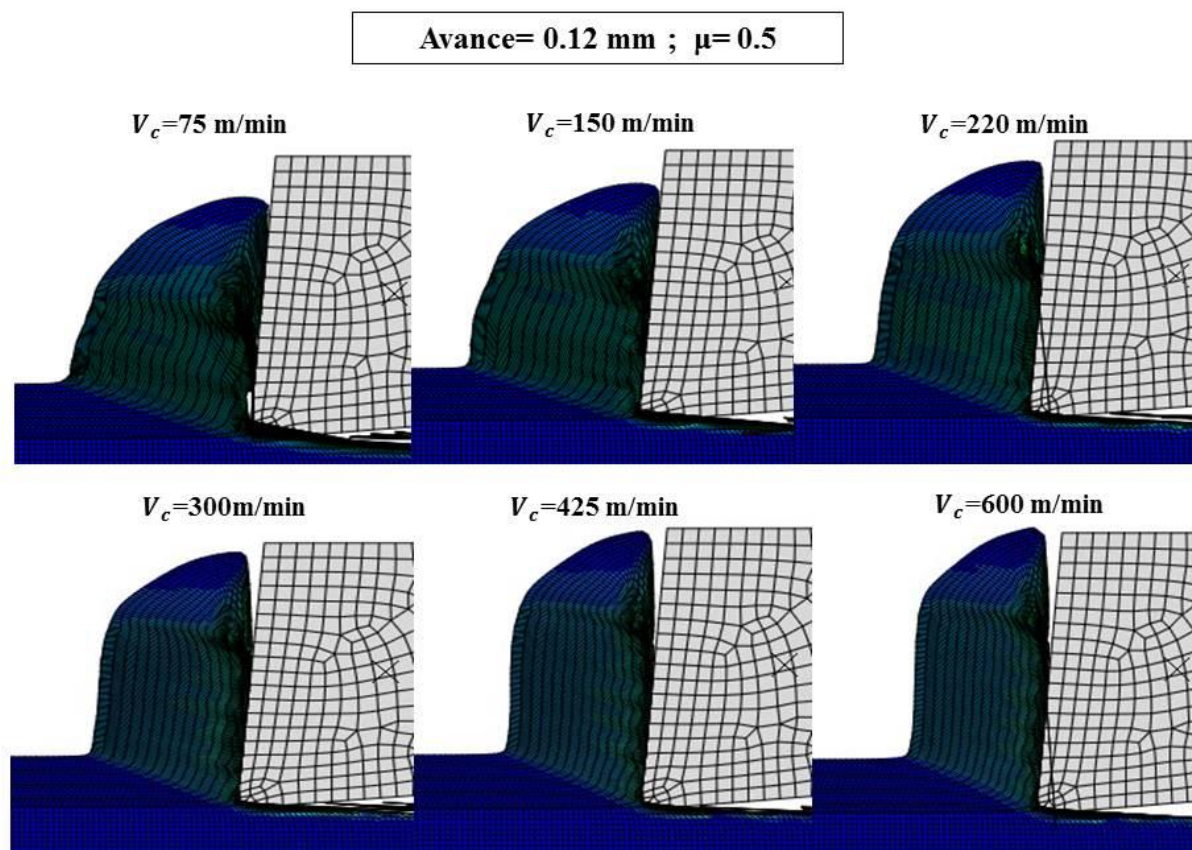 Avance= 0.12 mm ; μ= 0.5
V_c=75 m/min
V_c=150 m/min
V_c=220 m/min
V_c=300m/min
V_c=425 m/min
V_c=600 m/min